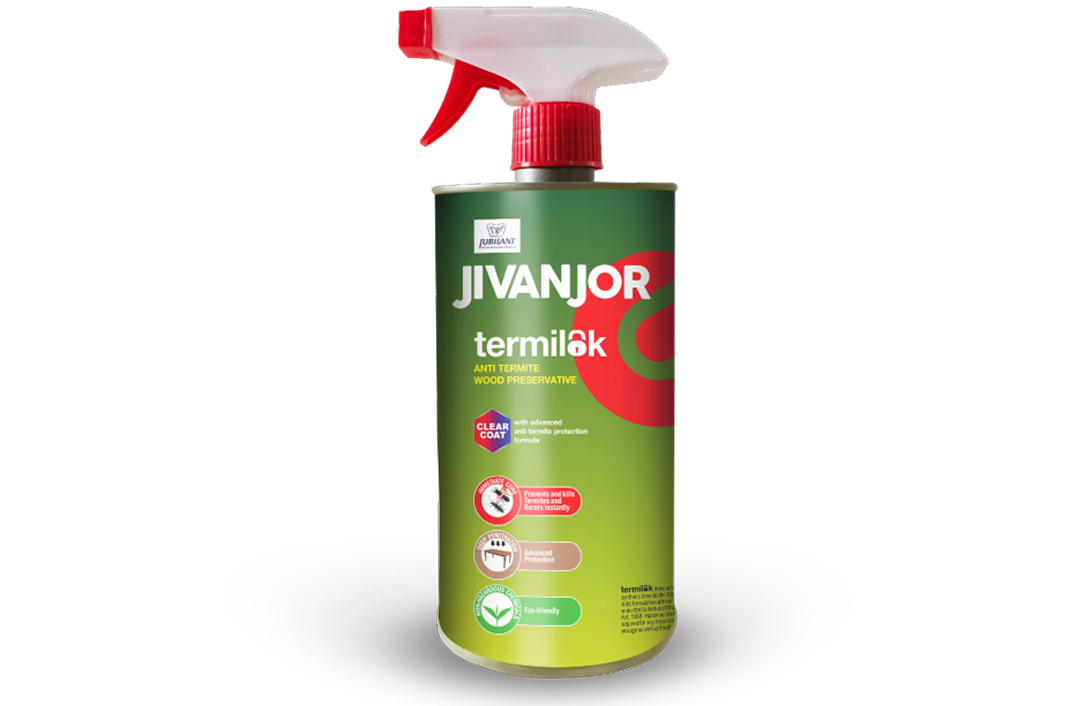 JUBILANT
JIVANJOR
termilok
ANTI TERMITE
WOOD PRESERVATIVE
CLEAR
COAT
with advanced
anti termite protection
formula
IMMEDIATE CURE
Prevents and kills
Termites and
Borers instantly
DEEP PENETRATION
Advanced
Protection
NON-HAZARDOUS CHEMICALS
Eco-friendly
termilok